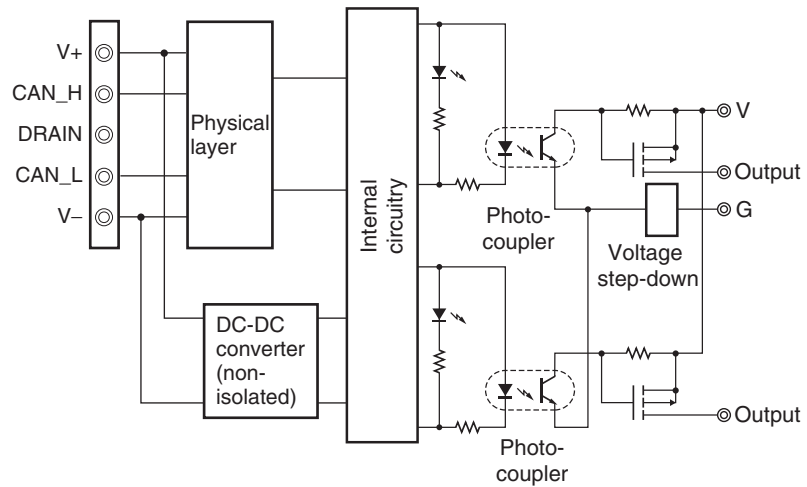 V+
CAN_H
DRAIN
CAN_L
V−
Physical
layer
DC-DC
converter
(non-
isolated)
Internal
circuitry
Photo-
coupler
V
Output
G
Voltage
step-down
Output
Photo-
coupler